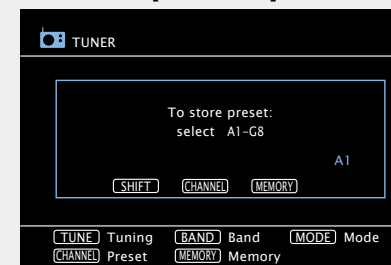 TUNER
To store preset:
select A1-G8
A1
SHIFT CHANNEL MEMORY
TUNE Tuning BAND Band MODE Mode
CHANNEL Preset MEMORY Memory